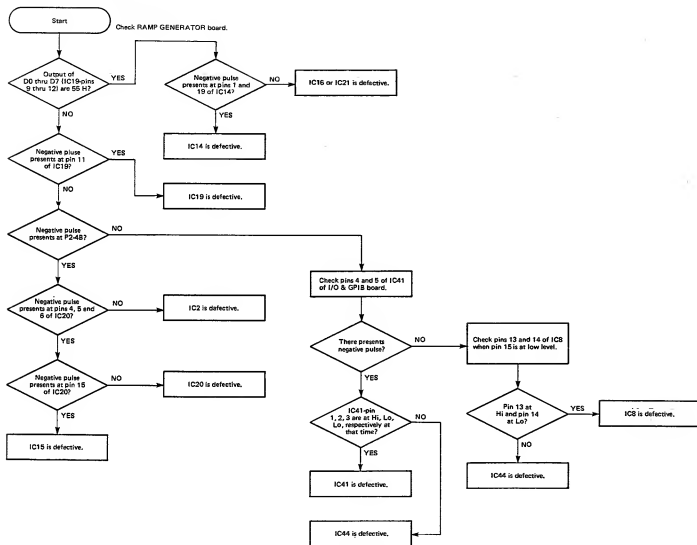 Start
Check RAMP GENERATOR board.
Output of
D0 thru D7 (IC19-pins
9 thru 12) are 55 H?
YES
NO
Negative pulse
presents at pins 1 and
19 of IC14?
NO
IC16 or IC21 is defective.
YES
IC14 is defective.
Negative pluse
presents at pin 11
of IC19?
YES
NO
IC19 is defective.
Negative pulse
presents at P2-4B?
NO
YES
Check pins 4 and 5 of IC41
of I/O & GPIB board.
Negative pulse
presents at pins 4, 5 and
6 of IC20?
NO
IC2 is defective.
YES
There presents
negative pulse?
NO
Check pins 13 and 14 of IC8
when pin 15 is at low level.
YES
Negative pulse
presents at pin 15
of IC20?
NO
IC20 is defective.
YES
IC15 is defective.
IC41-pin
1, 2, 3 are at Hi, Lo,
Lo, respectively at
that time?
NO
YES
Pin 13 at
Hi and pin 14
at Lo?
YES
IC8 is defective.
NO
IC44 is defective.
IC41 is defective.
IC44 is defective.